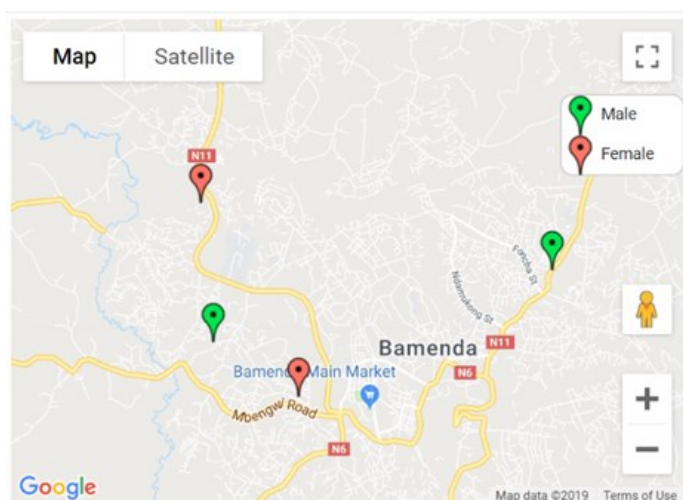 Map Satellite
Male
Female
N11
Foncha St
Ndamukong St
Bamenda
N11
N6
Bamenda Main Market
Mbengwi Road
N6
Google
Map data ©2019 Terms of Use